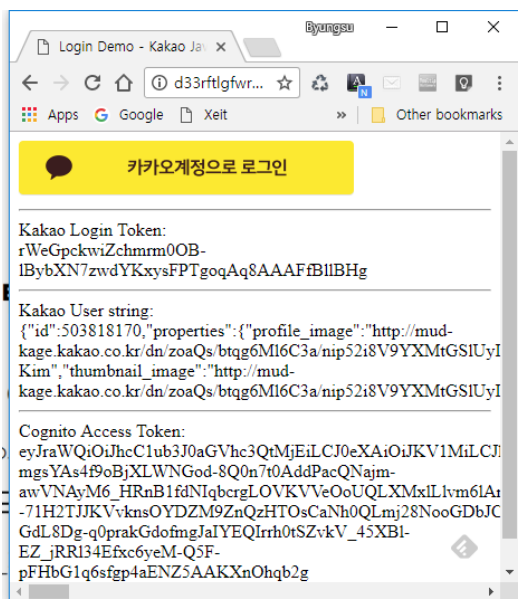 Byungsu
Login Demo - Kakao Jav
d33rftlgfwr...
Apps Google Xeit » Other bookmarks
카카오계정으로 로그인
Kakao Login Token:
rWeGpckwiZchmrm0OB-
lBybXN7zwdYKxysFPTgoqAq8AAAFfBllBHg
Kakao User string:
{"id":503818170,"properties":{"profile_image":"http://mud-
kage.kakao.co.kr/dn/zoaQs/btqg6Ml6C3a/nip52i8V9YXMtGSlUyI
Kim","thumbnail_image":"http://mud-
kage.kakao.co.kr/dn/zoaQs/btqg6Ml6C3a/nip52i8V9YXMtGSlUyI
Cognito Access Token:
eyJraWQiOiJhcC1ub3J0aGVhc3QtMjEiLCJ0eXAiOiJKV1MiLCJ
mgsYAs4f9oBjXLWNGod-8Q0n7t0AddPacQNajm-
awVNAyM6_HRnB1fdNIqbcrgLOVKVVeOoUQLXMxlLlvm6lAr
-71H2TJJKVvknsOYDZM9ZnQzHTOsCaNh0QLmj28NooGDbJC
GdL8Dg-q0prakGdofmgJaIYEQIrrh0tSZvkV_45XBl-
EZ_jRRl34Efxc6yeM-Q5F-
pFHbG1q6sfgp4aENZ5AAKXnOhqb2g